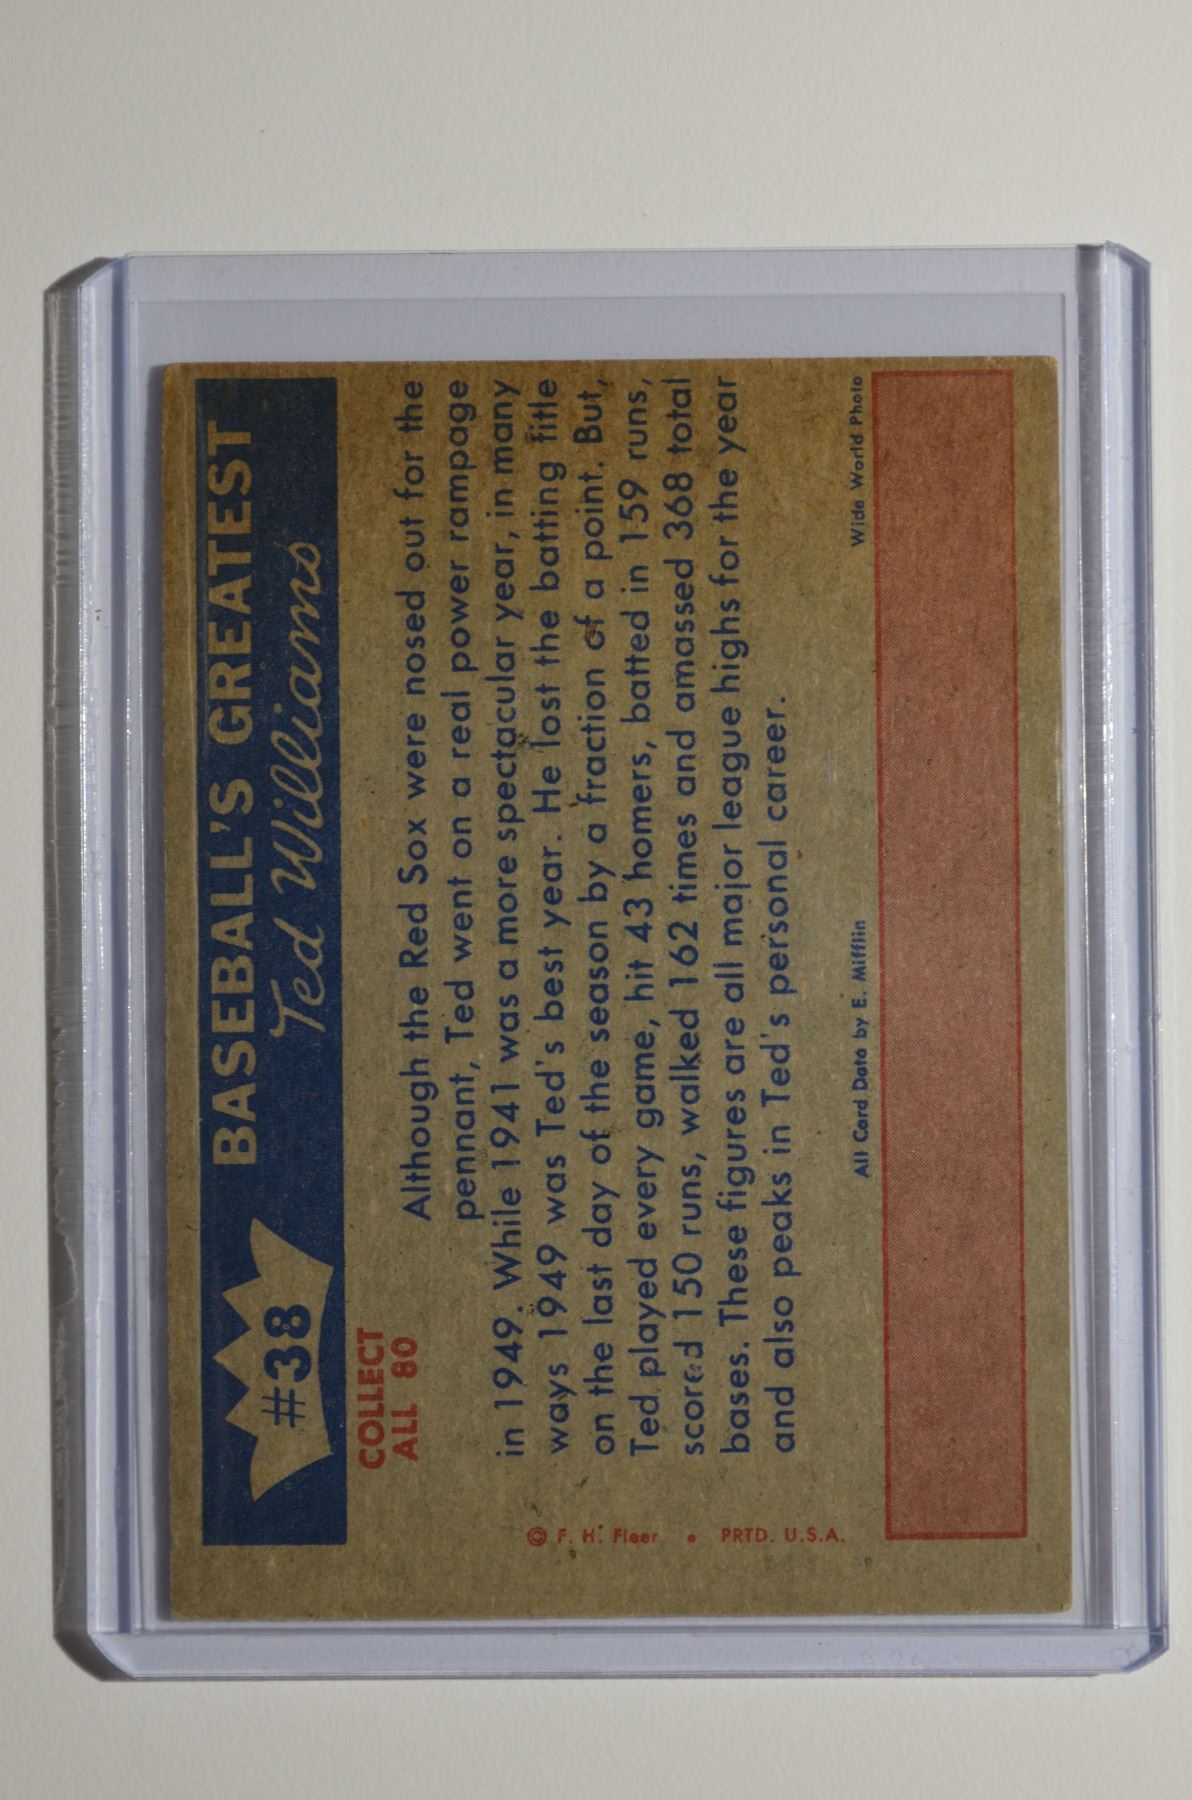 #38
BASEBALL'S GREATEST
Ted Williams
COLLECT
ALL 80
Although the Red Sox were nosed out for the
pennant, Ted went on a real power rampage
in 1949. While 1941 was a more spectacular year, in many
ways 1949 was Ted's best year. He lost the batting title
on the last day of the season by a fraction of a point. But,
Ted played every game, hit 43 homers, batted in 159 runs,
scored 150 runs, walked 162 times and amassed 368 total
bases. These figures are all major league highs for the year
and also peaks in Ted's personal career.
© F. H. Fleer • PRTD. U.S.A.
All Card Data by E. Mifflin
Wide World Photo